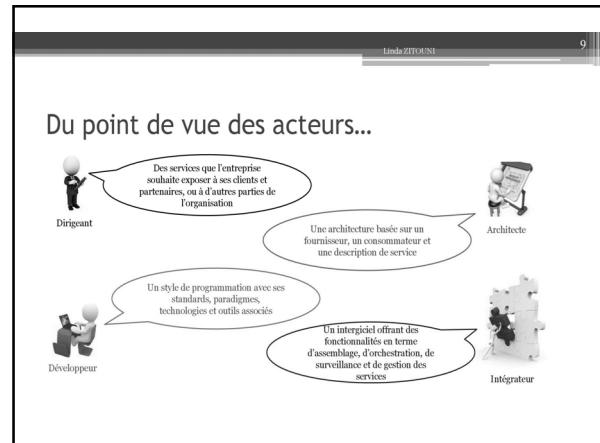 Linda ZITOUNI
9
Du point de vue des acteurs...
Des services que l'entreprise
souhaite exposer à ses clients et
partenaires, ou à d'autres parties de
l'organisation
Dirigeant
Une architecture basée sur un
fournisseur, un consommateur et
une description de service
Architecte
Un style de programmation avec ses
standards, paradigmes,
technologies et outils associés
Développeur
Un intergiciel offrant des
fonctionnalités en terme
d'assemblage, d'orchestration, de
surveillance et de gestion des
services
Intégrateur